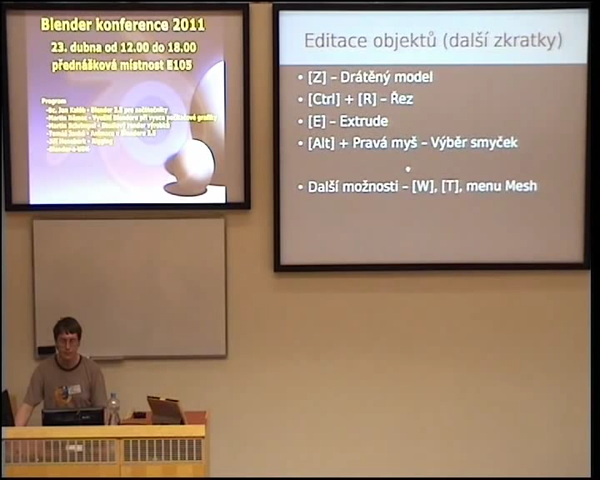 Blender konference 2011
23. dubna od 12.00 do 18.00
přednášková místnost E105
Program
Editace objektů (další zkratky)
• [Z] – Drátěný model
• [Ctrl] + [R] – Řez
• [E] – Extrude
• [Alt] + Pravá myš – Výběr smyček
• Další možnosti – [W], [T], menu Mesh